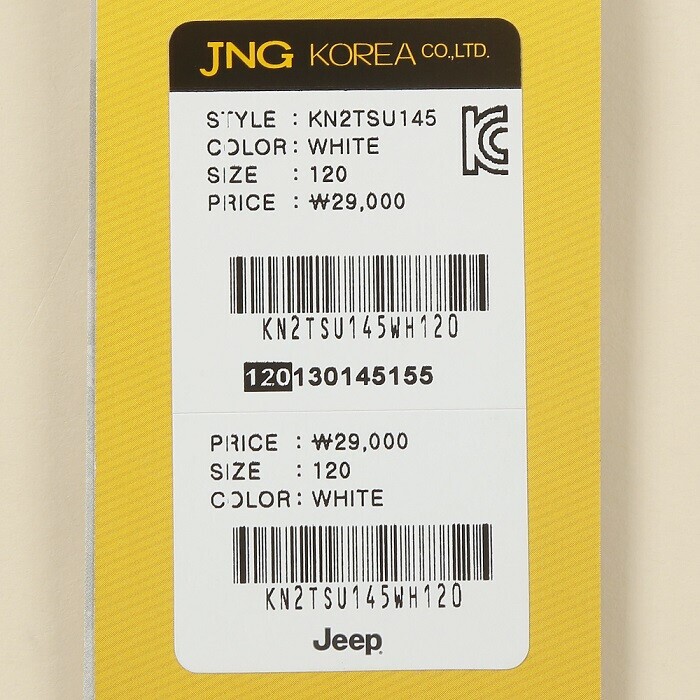 JNG KOREA CO.,LTD.
STYLE : KN2TSU145
COLOR : WHITE
SIZE : 120
PRICE : ₩29,000
KN2TSU145WH120
120130145155
PRICE : ₩29,000
SIZE : 120
COLOR : WHITE
KN2TSU145WH120
Jeep